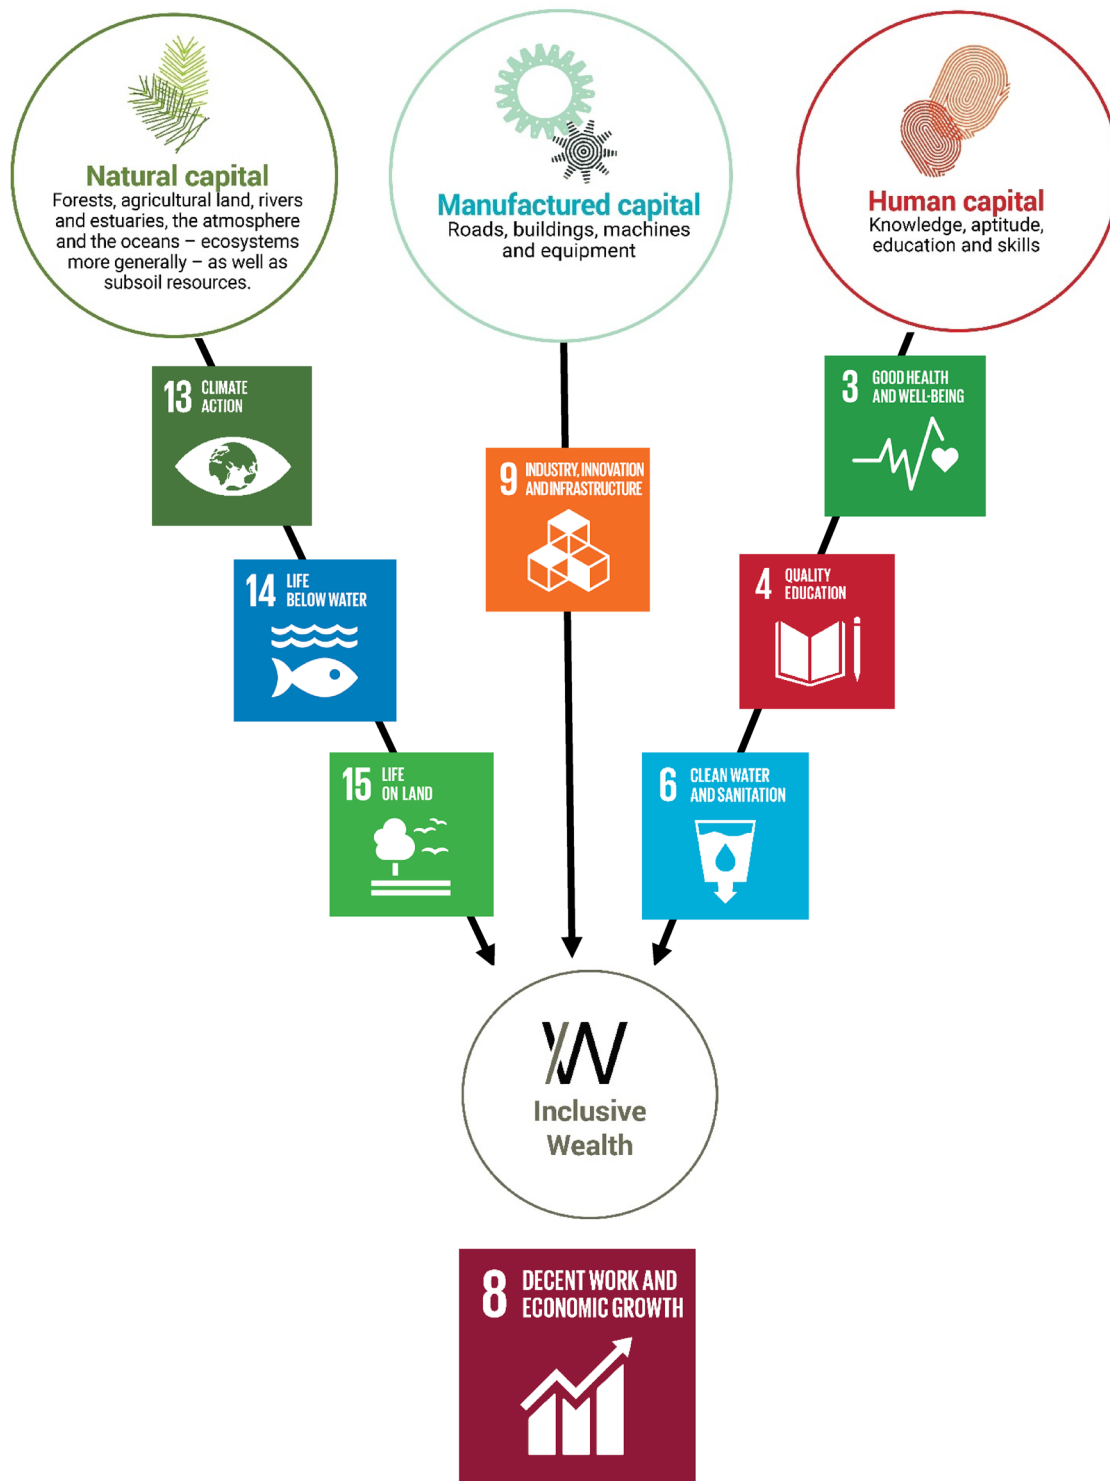 Natural capital
Forests, agricultural land, rivers
and estuaries, the atmosphere
and the oceans – ecosystems
more generally – as well as
subsoil resources.
Manufactured capital
Roads, buildings, machines
and equipment
Human capital
Knowledge, aptitude,
education and skills
13 CLIMATE
ACTION
3 GOOD HEALTH
AND WELL-BEING
9 INDUSTRY, INNOVATION
AND INFRASTRUCTURE
14 LIFE
BELOW WATER
4 QUALITY
EDUCATION
15 LIFE
ON LAND
6 CLEAN WATER
AND SANITATION
IW
Inclusive
Wealth
8 DECENT WORK AND
ECONOMIC GROWTH